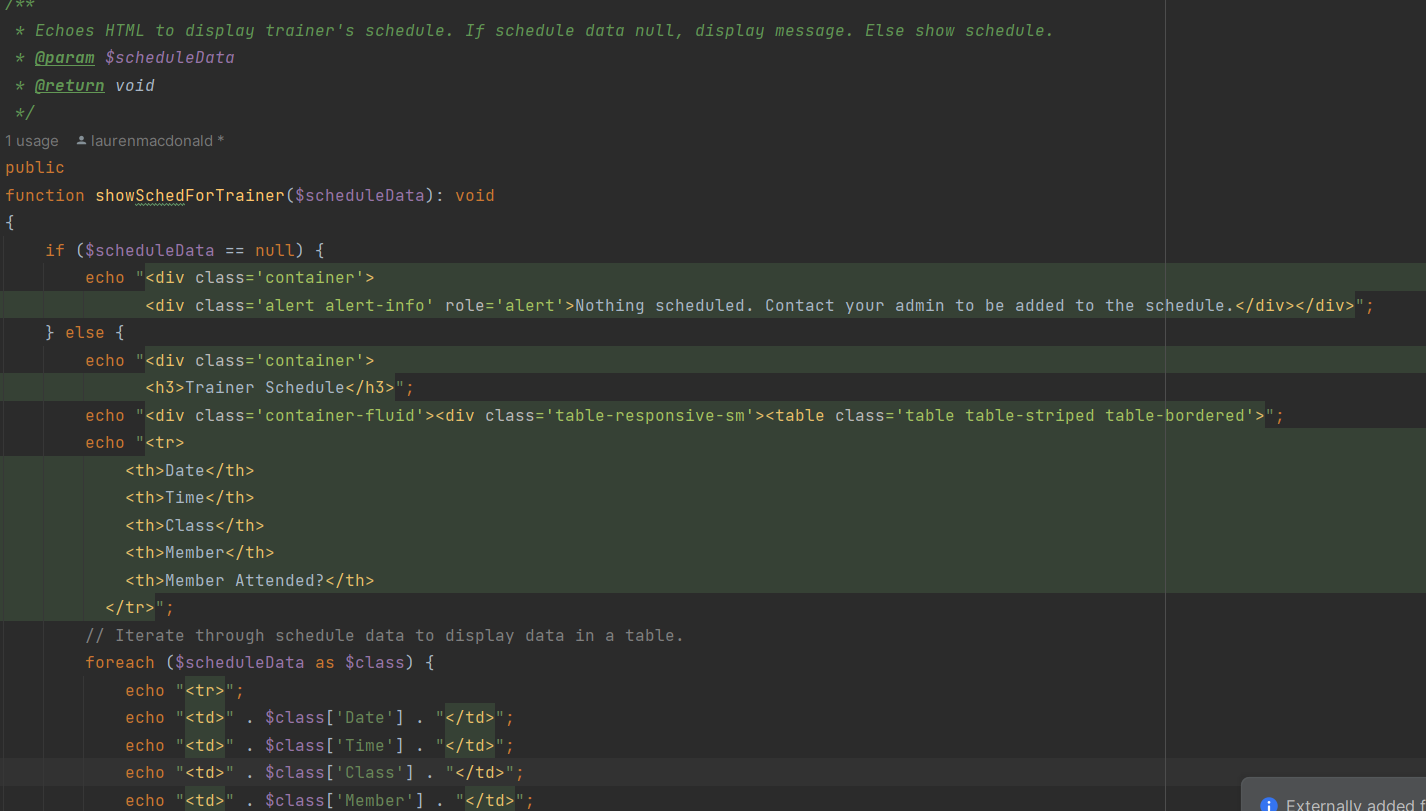 /**
 * Echoes HTML to display trainer's schedule. If schedule data null, display message. Else show schedule.
 * @param $scheduleData
 * @return void
 */
1 usage laurenmacdonald *
public
function showSchedForTrainer($scheduleData): void
{
    if ($scheduleData == null) {
        echo "<div class='container'>
              <div class='alert alert-info' role='alert'>Nothing scheduled. Contact your admin to be added to the schedule.</div></div>";
    } else {
        echo "<div class='container'>
              <h3>Trainer Schedule</h3>";
        echo "<div class='container-fluid'><div class='table-responsive-sm'><table class='table table-striped table-bordered'>";
        echo "<tr>
            <th>Date</th>
            <th>Time</th>
            <th>Class</th>
            <th>Member</th>
            <th>Member Attended?</th>
          </tr>";
        // Iterate through schedule data to display data in a table.
        foreach ($scheduleData as $class) {
            echo "<tr>";
            echo "<td>" . $class['Date'] . "</td>";
            echo "<td>" . $class['Time'] . "</td>";
            echo "<td>" . $class['Class'] . "</td>";
            echo "<td>" . $class['Member'] . "</td>";
Externally added